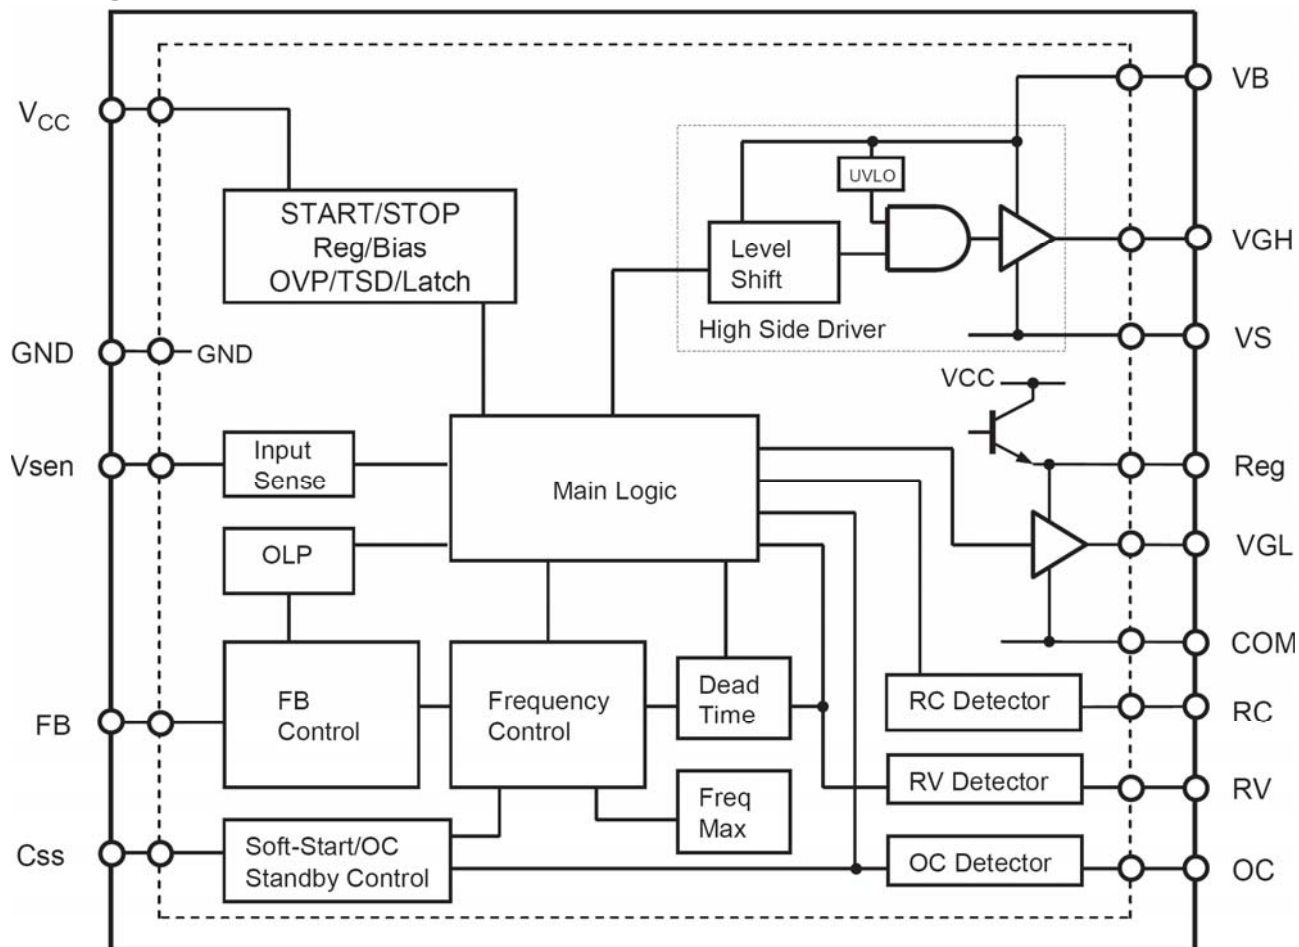 VCC
GND
Vsen
FB
Css
START/STOP
Reg/Bias
OVP/TSD/Latch
GND
Input
Sense
OLP
FB
Control
Soft-Start/OC
Standby Control
Main Logic
Frequency
Control
Dead
Time
Freq
Max
UVLO
Level
Shift
High Side Driver
VCC
RC Detector
RV Detector
OC Detector
VB
VGH
VS
Reg
VGL
COM
RC
RV
OC